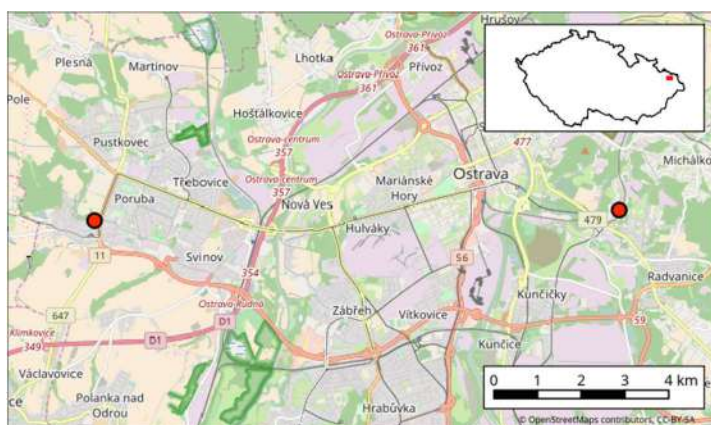 Plesná
Martinov
Lhotka
Hrušov
361
Ostrava-Přívoz
Přívoz
Ostrava-Přívoz
361
Hošťálkovice
Pole
Pustkovec
Ostrava-centrum
357
477
Michálko
Třebovice
Ostrava-centrum
357
Mariánské
Hory
Ostrava
Poruba
Nová Ves
479
Hulváky
11
Svinov
354
56
Radvanice
Kunčičky
647
Ostrava-Rudná
Zábřeh
Vítkovice
59
Klimkovice
349
D1
D1
Kunčice
Václavovice
Polanka nad
Odrou
Hrabůvka
0 1 2 3 4 km
© OpenStreetMaps contributors, CC-BY-SA